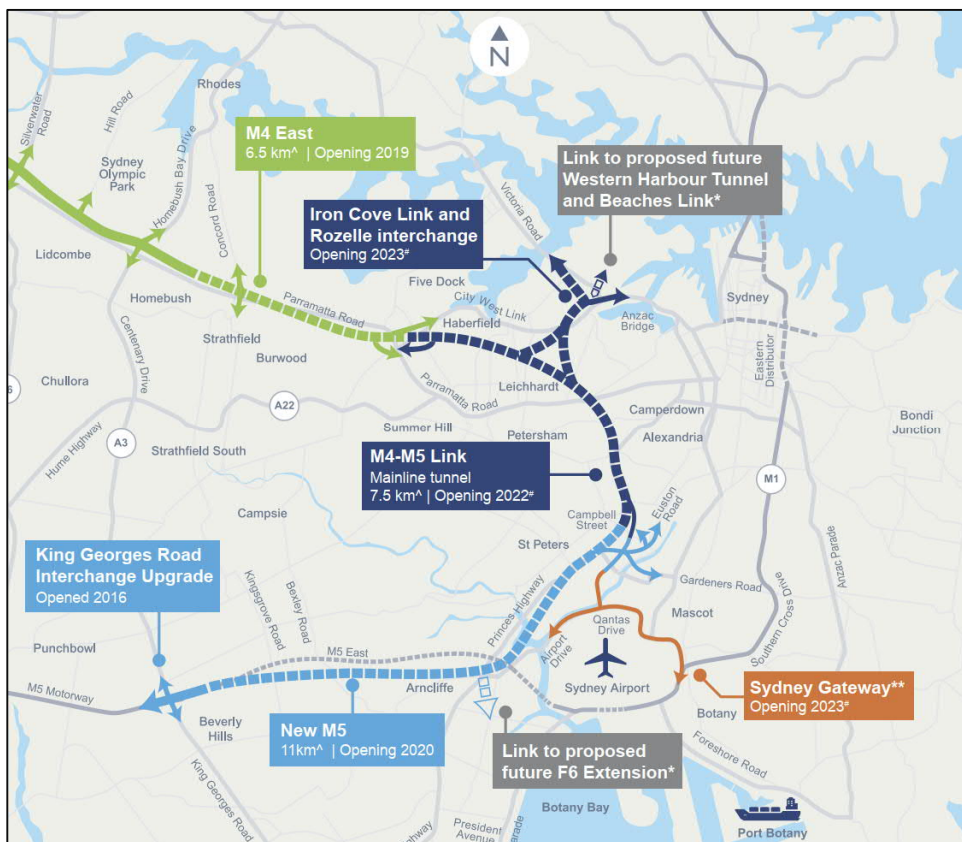 N
Rhodes
Silverwater
Road
Hill Road
Homebush Bay Drive
M4 East
6.5 km^ | Opening 2019
Sydney
Olympic
Park
Concord Road
Link to proposed future
Western Harbour Tunnel
and Beaches Link*
Victoria Road
Iron Cove Link and
Rozelle interchange
Opening 2023#
Lidcombe
Five Dock
City West Link
Homebush
Parramatta Road
Haberfield
Anzac
Bridge
Sydney
Strathfield
Burwood
Centenary Drive
Eastern
Distributor
Chullora
6
Leichhardt
Parramatta Road
A22
Camperdown
Bondi
Junction
Summer Hill
Petersham
Alexandria
A3
Hume Highway
Strathfield South
M4-M5 Link
Mainline tunnel
7.5 km^ | Opening 2022#
M1
Campsie
Campbell
Street
Euston
Road
St Peters
King Georges Road
Interchange Upgrade
Opened 2016
Kingsgrove Road
Bexley Road
Princes Highway
Gardeners Road
Anzac Parade
Mascot
Southern Cross Drive
Qantas
Drive
Punchbowl
M5 East
Airport
Drive
M5 Motorway
Arncliffe
Sydney Airport
Sydney Gateway**
Opening 2023#
Botany
Beverly
Hills
New M5
11km^ | Opening 2020
Link to proposed
future F6 Extension*
Foreshore Road
King Georges Road
Botany Bay
President
Avenue
Port Botany